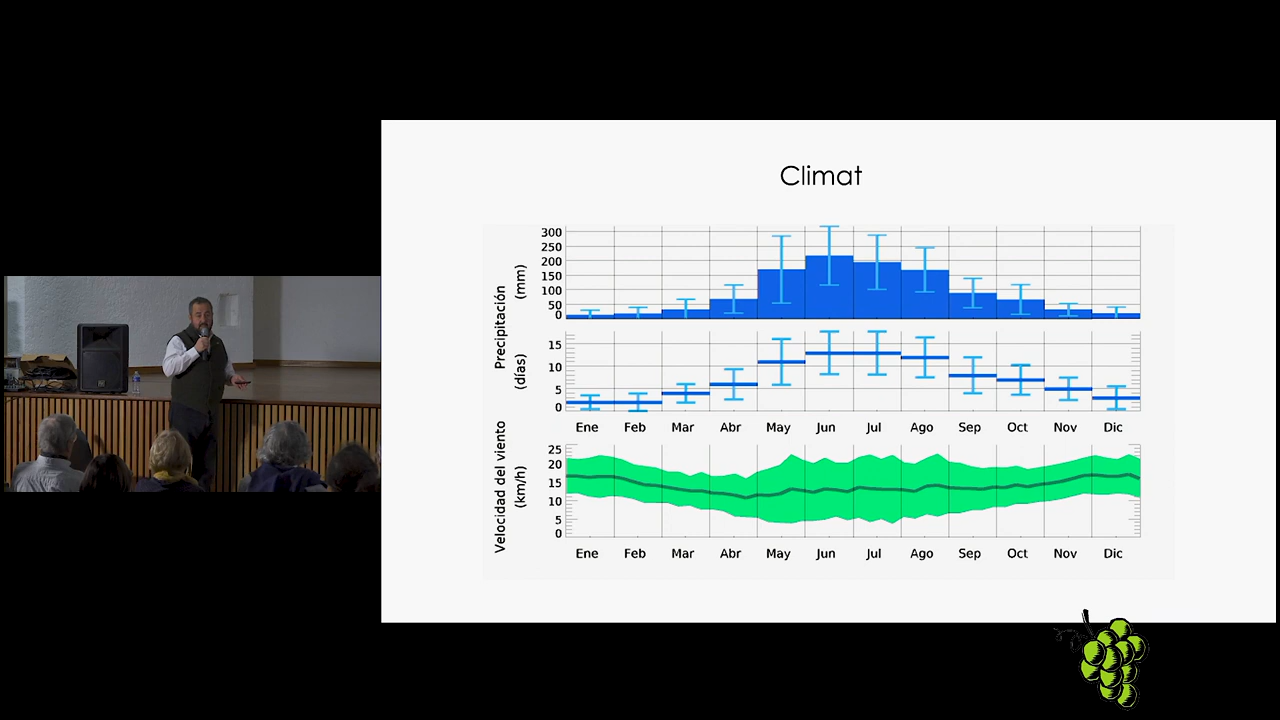 Climat
Precipitación
(mm)
300
250
200
150
100
50
0
(días)
15
10
5
0
Ene Feb Mar Abr May Jun Jul Ago Sep Oct Nov Dic
Velocidad del viento
(km/h)
25
20
15
10
5
0
Ene Feb Mar Abr May Jun Jul Ago Sep Oct Nov Dic